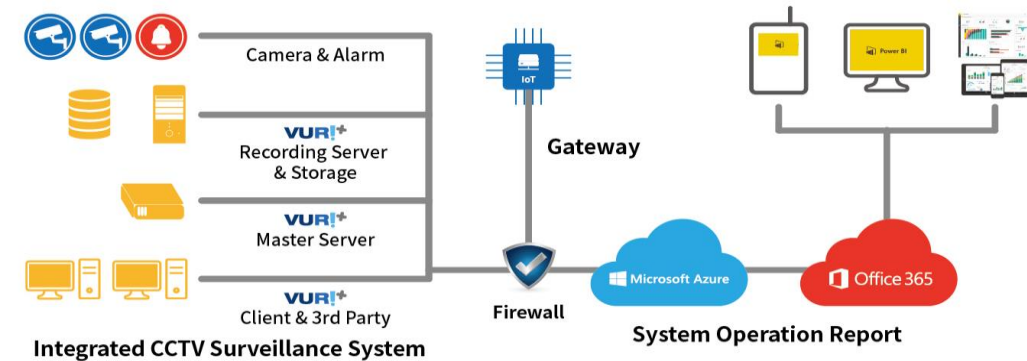 Camera & Alarm
VUR!+
Recording Server
& Storage
VUR!+
Master Server
VUR!+
Client & 3rd Party
Integrated CCTV Surveillance System
IoT
Gateway
Firewall
Microsoft Azure
Office 365
System Operation Report
Power BI